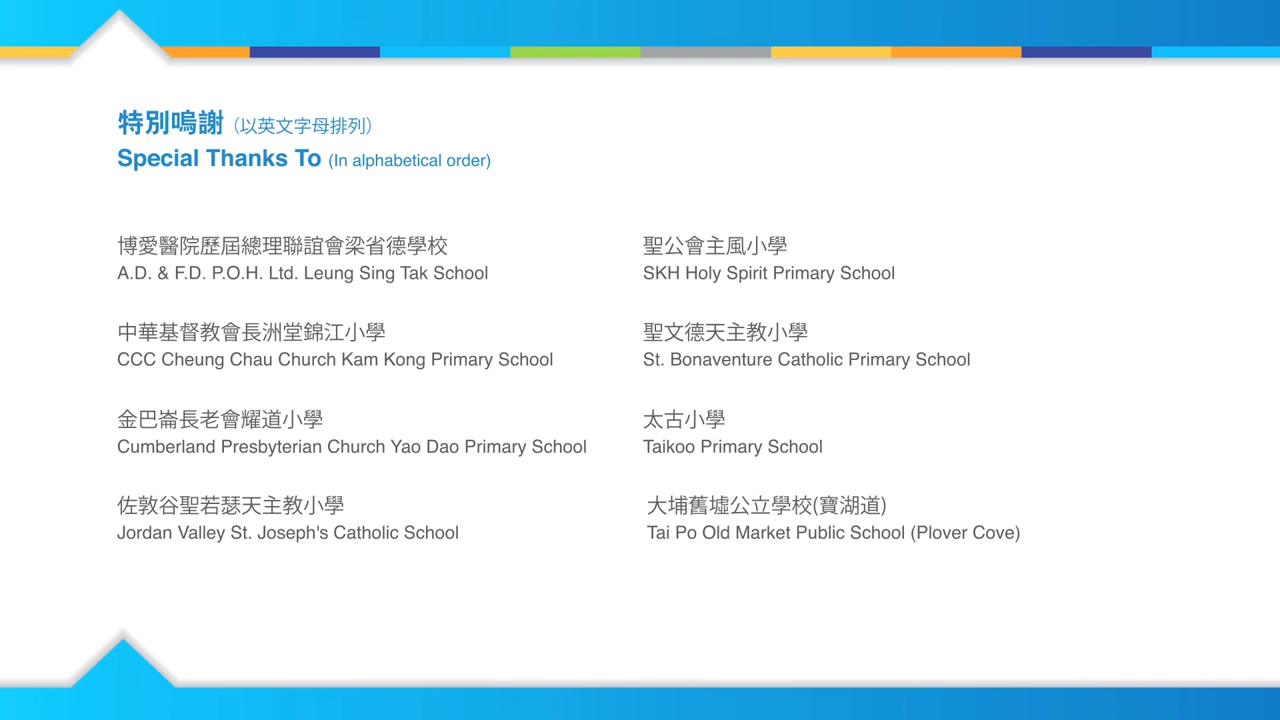 特別鳴謝（以英文字母排列）
Special Thanks To (In alphabetical order)
博愛醫院歷屆總理聯誼會梁省德學校
A.D. & F.D. P.O.H. Ltd. Leung Sing Tak School
中華基督教會長洲堂錦江小學
CCC Cheung Chau Church Kam Kong Primary School
金巴崙長老會耀道小學
Cumberland Presbyterian Church Yao Dao Primary School
佐敦谷聖若瑟天主教小學
Jordan Valley St. Joseph's Catholic School
聖公會主風小學
SKH Holy Spirit Primary School
聖文德天主教小學
St. Bonaventure Catholic Primary School
太古小學
Taikoo Primary School
大埔舊墟公立學校(寶湖道)
Tai Po Old Market Public School (Plover Cove)